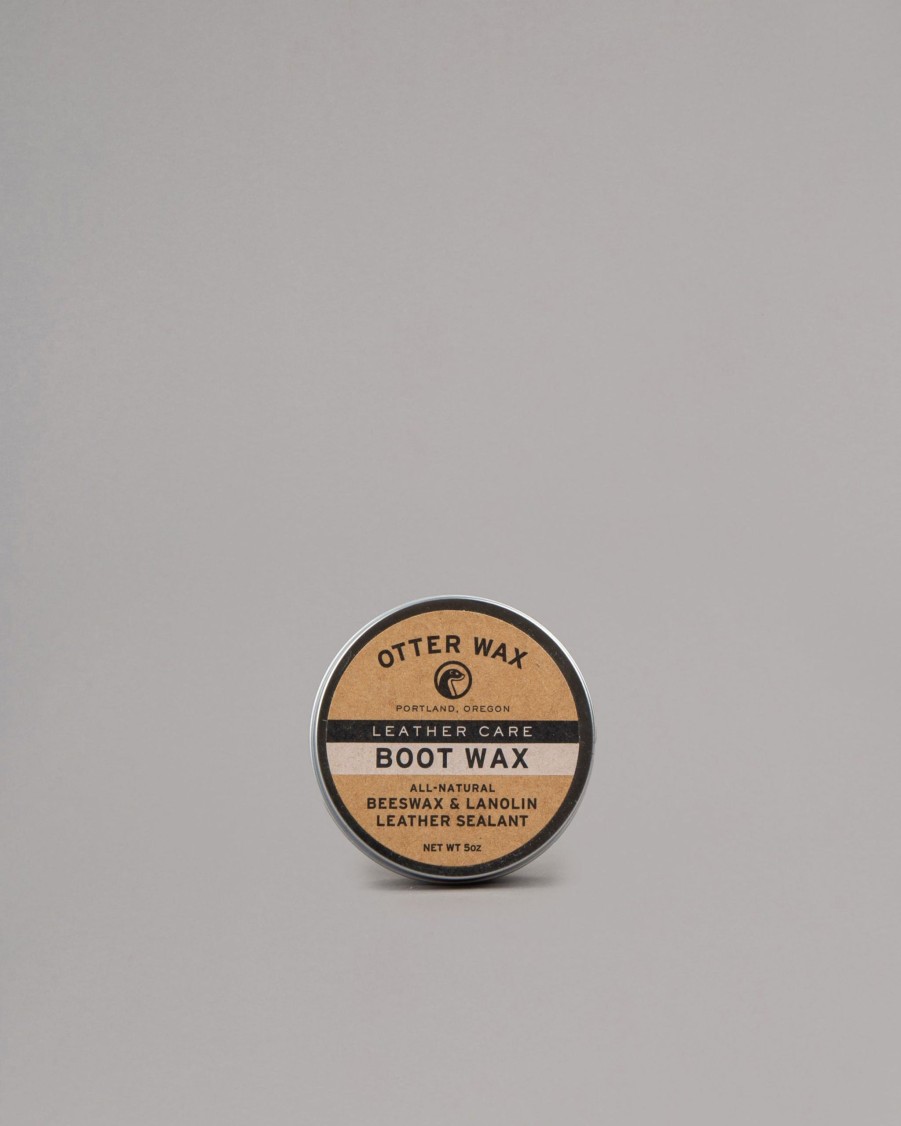 OTTER WAX
PORTLAND, OREGON
LEATHER CARE
BOOT WAX
ALL-NATURAL
BEESWAX & LANOLIN
LEATHER SEALANT
NET WT 5oz